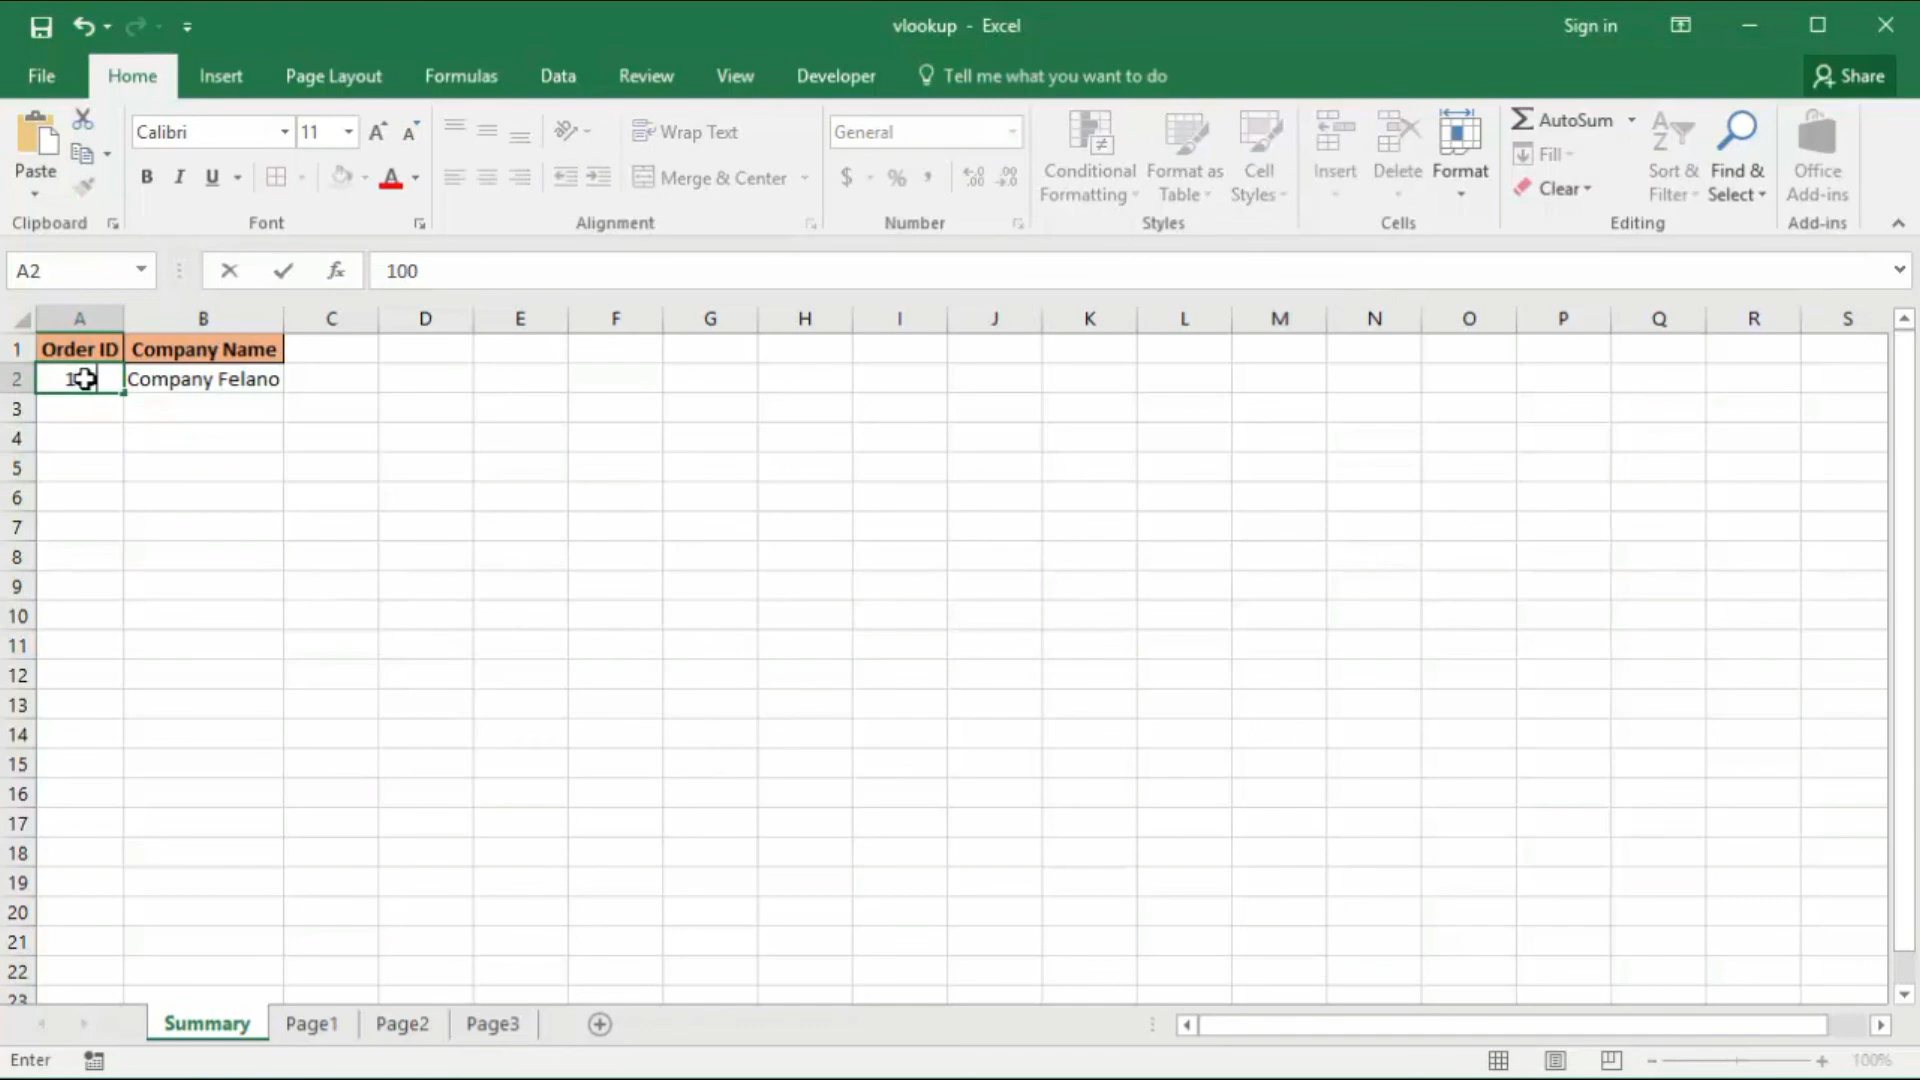 vlookup - Excel
Sign in
File Home Insert Page Layout Formulas Data Review View Developer Tell me what you want to do Share
Paste
Calibri 11
B I U A
Wrap Text
Merge & Center
General
$ % ,
Conditional Formatting
Format as Table
Cell Styles
Insert Delete Format
AutoSum
Fill
Clear
Sort & Filter
Find & Select
Office Add-ins
Clipboard Font Alignment Number Styles Cells Editing Add-ins
A2 fx 100
A B C D E F G H I J K L M N O P Q R S
1 Order ID Company Name
2 Company Felano
3
4
5
6
7
8
9
10
11
12
13
14
15
16
17
18
19
20
21
22
23
Summary Page1 Page2 Page3
Enter 100%